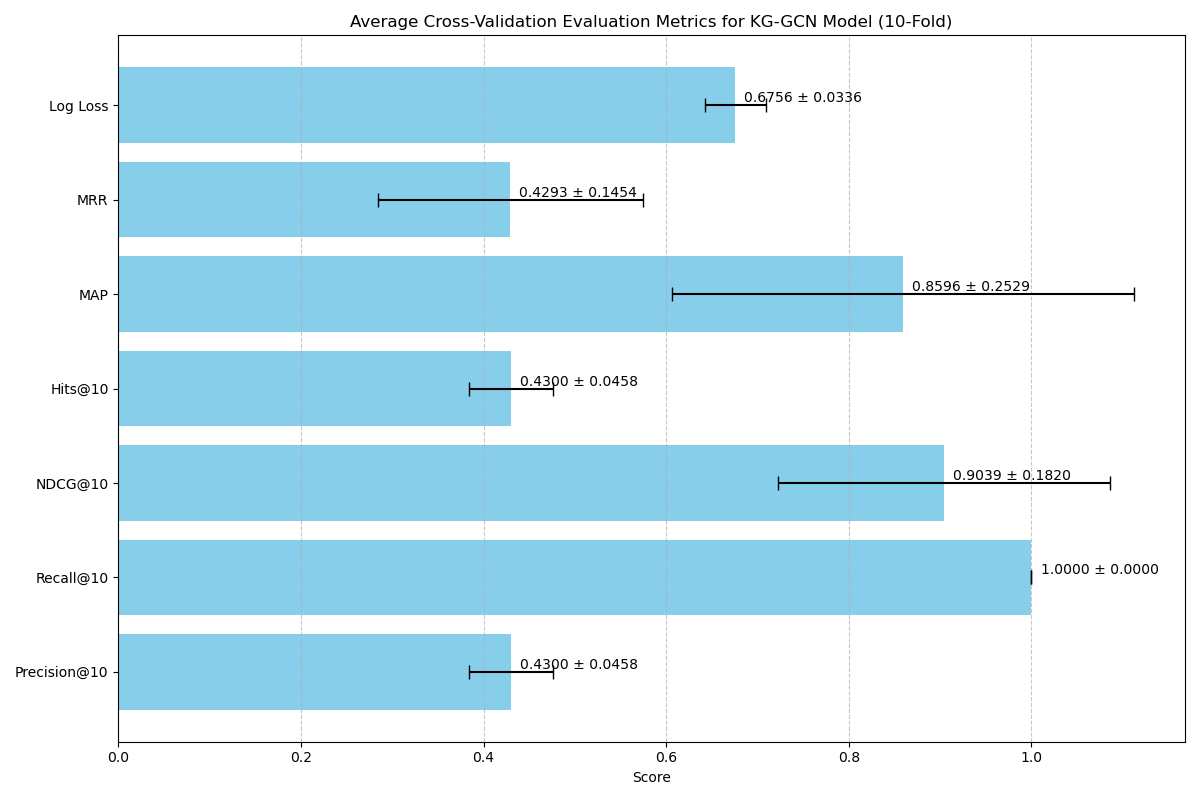 Average Cross-Validation Evaluation Metrics for KG-GCN Model (10-Fold)
Log Loss
0.6756 ± 0.0336
MRR
0.4293 ± 0.1454
MAP
0.8596 ± 0.2529
Hits@10
0.4300 ± 0.0458
NDCG@10
0.9039 ± 0.1820
Recall@10
1.0000 ± 0.0000
Precision@10
0.4300 ± 0.0458
0.0 0.2 0.4 0.6 0.8 1.0
Score